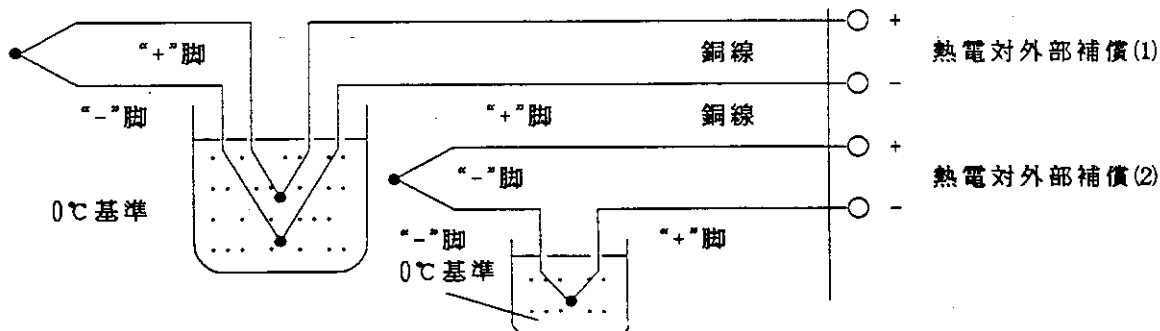 +
“+”脚 銅線 熱電対外部補償(1)
-
“-”脚 “+”脚 銅線
+
“-”脚 熱電対外部補償(2)
0℃基準
-
“-”脚 “+”脚
0℃基準